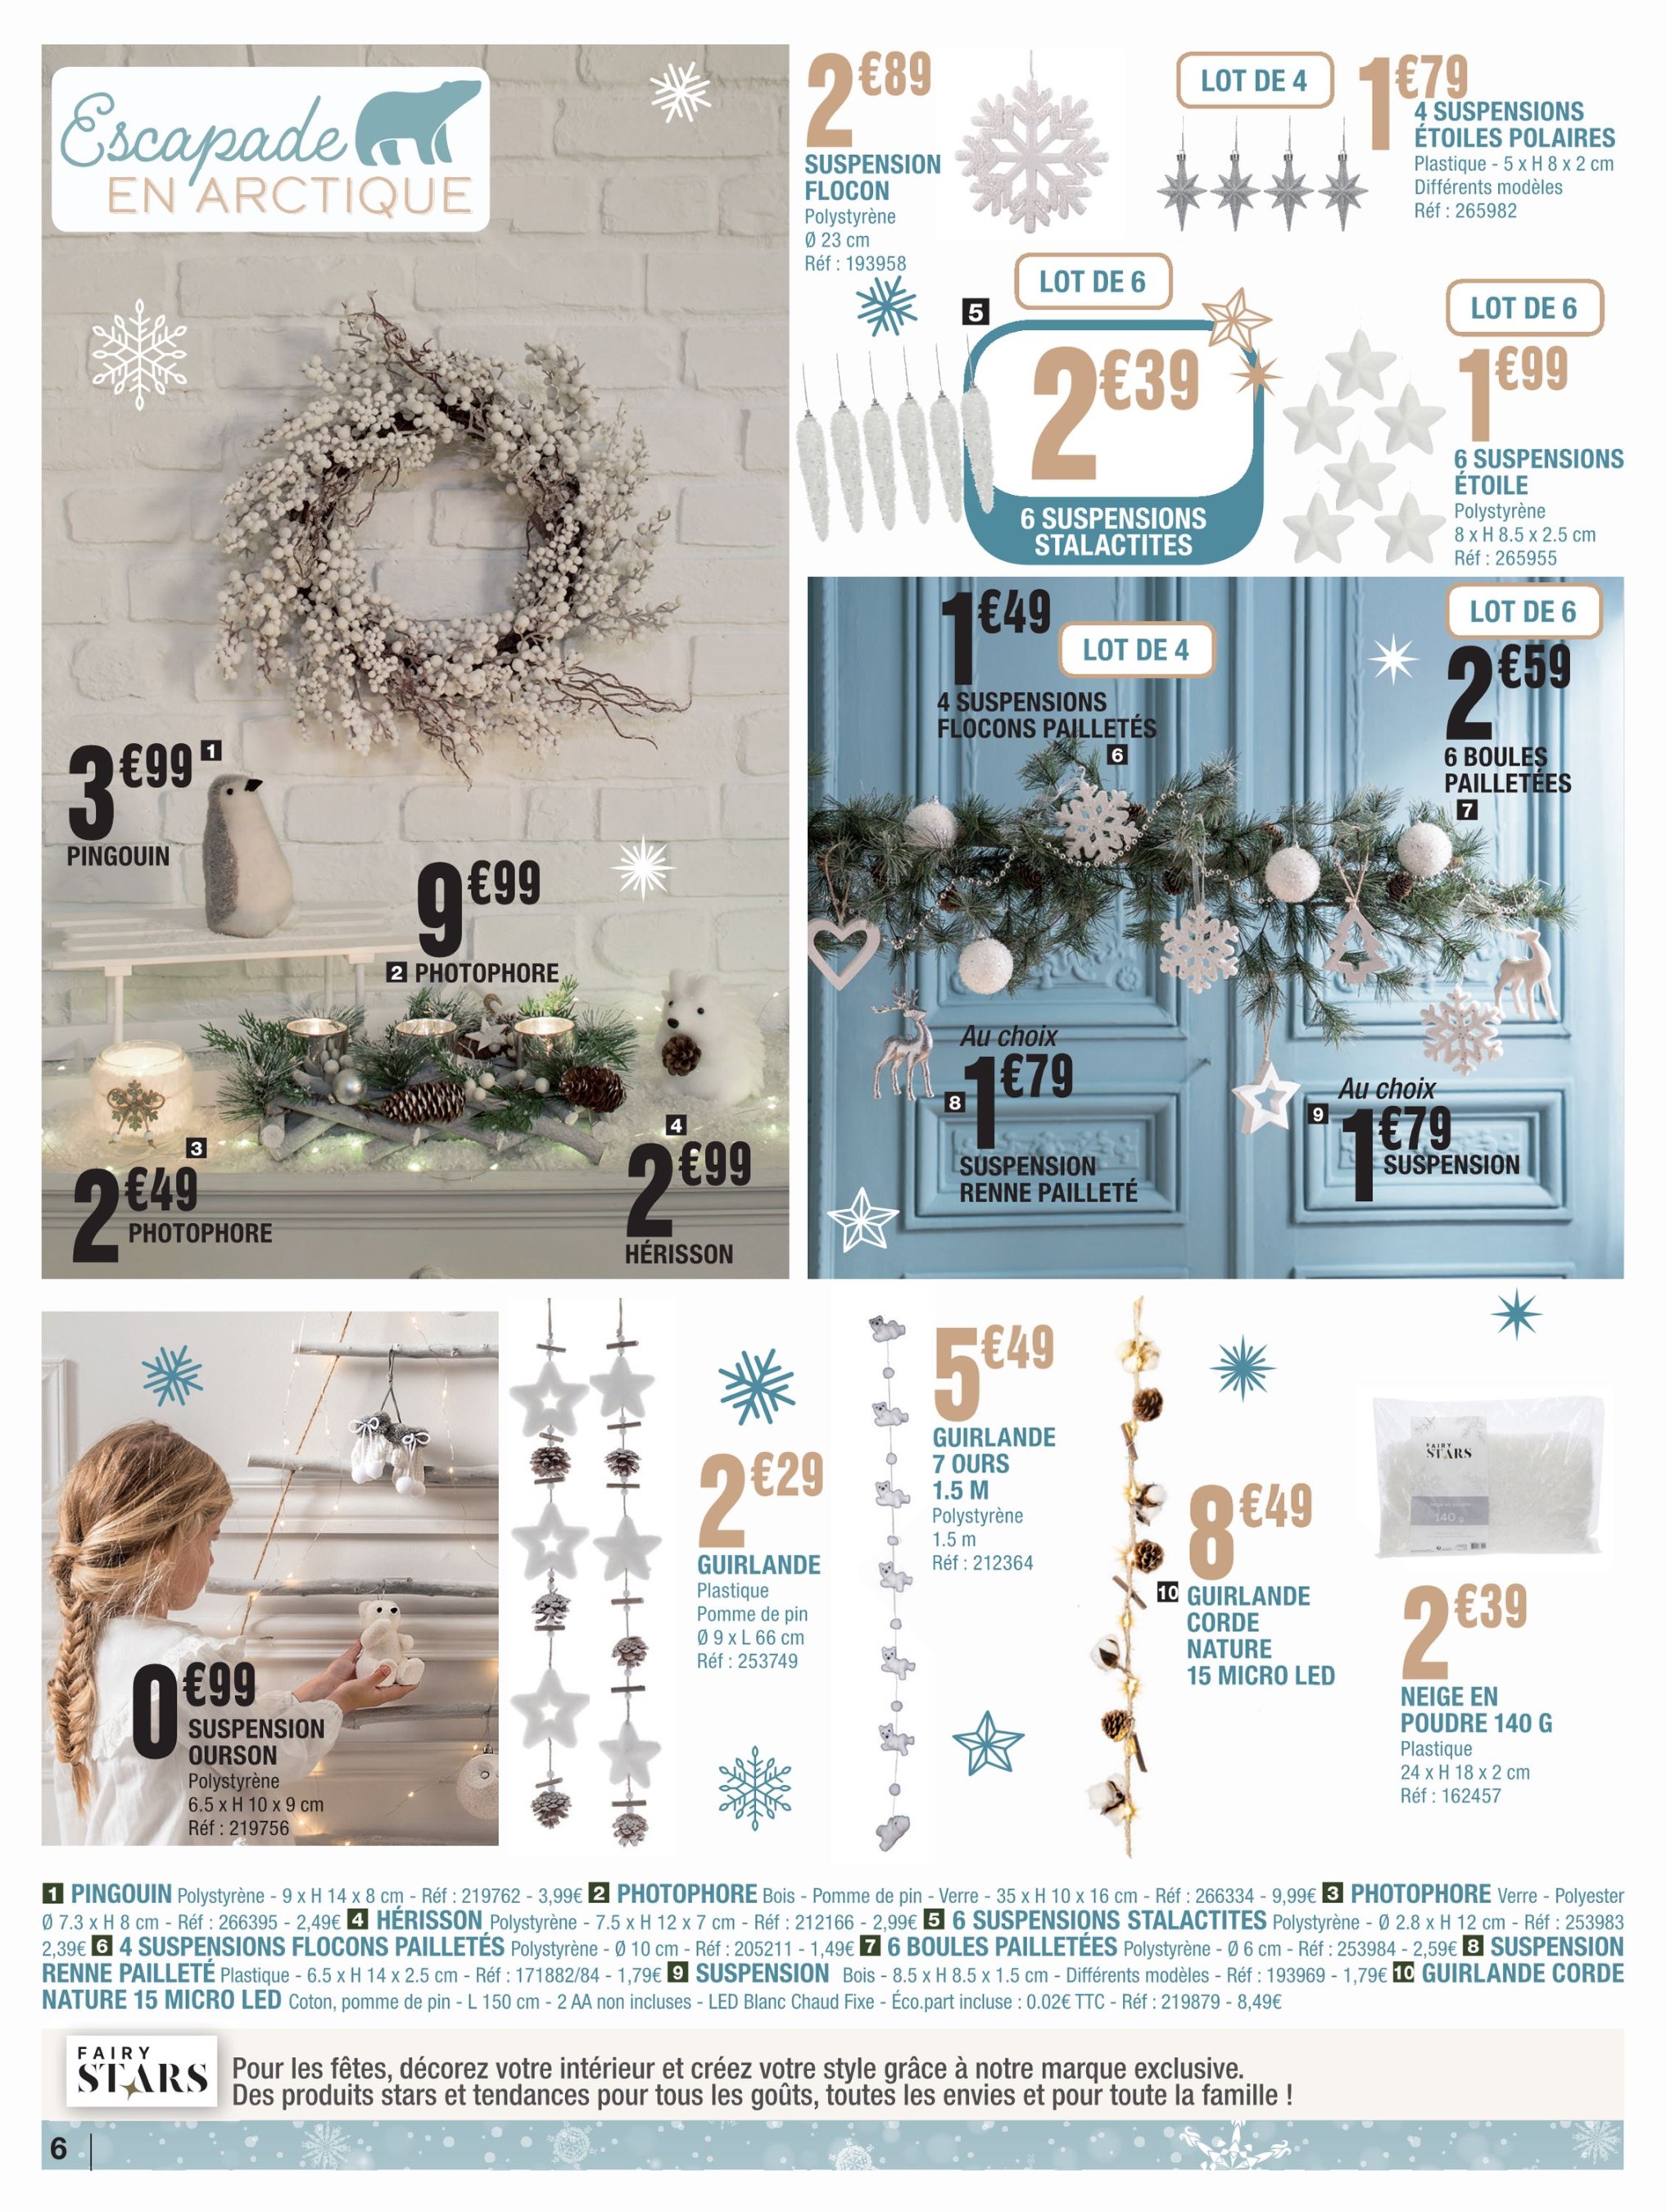 Escapade
EN ARCTIQUE
2€89
SUSPENSION
FLOCON
Polystyrène
Ø 23 cm
Réf : 193958
LOT DE 4
1€79
4 SUSPENSIONS
ÉTOILES POLAIRES
Plastique - 5 x H 8 x 2 cm
Différents modèles
Réf : 265982
5
LOT DE 6
2€39
6 SUSPENSIONS
STALACTITES
LOT DE 6
1€99
6 SUSPENSIONS
ÉTOILE
Polystyrène
8 x H 8.5 x 2.5 cm
Réf : 265955
3€99 1
PINGOUIN
9€99
2 PHOTOPHORE
3
2€49
PHOTOPHORE
4
2€99
HÉRISSON
1€49
LOT DE 4
4 SUSPENSIONS
FLOCONS PAILLETÉS
6
LOT DE 6
2€59
6 BOULES
PAILLETÉES
7
Au choix
8 1€79
SUSPENSION
RENNE PAILLETÉ
Au choix
9 1€79
SUSPENSION
0€99
SUSPENSION
OURSON
Polystyrène
6.5 x H 10 x 9 cm
Réf : 219756
2€29
GUIRLANDE
Plastique
Pomme de pin
Ø 9 x L 66 cm
Réf : 253749
5€49
GUIRLANDE
7 OURS
1.5 M
Polystyrène
1.5 m
Réf : 212364
8€49
10 GUIRLANDE
CORDE
NATURE
15 MICRO LED
FAIRY
STARS
140 g
2€39
NEIGE EN
POUDRE 140 G
Plastique
24 x H 18 x 2 cm
Réf : 162457
1 PINGOUIN Polystyrène - 9 x H 14 x 8 cm - Réf : 219762 - 3,99€ 2 PHOTOPHORE Bois - Pomme de pin - Verre - 35 x H 10 x 16 cm - Réf : 266334 - 9,99€ 3 PHOTOPHORE Verre - Polyester
Ø 7.3 x H 8 cm - Réf : 266395 - 2,49€ 4 HÉRISSON Polystyrène - 7.5 x H 12 x 7 cm - Réf : 212166 - 2,99€ 5 6 SUSPENSIONS STALACTITES Polystyrène - Ø 2.8 x H 12 cm - Réf : 253983
2,39€ 6 4 SUSPENSIONS FLOCONS PAILLETÉS Polystyrène - Ø 10 cm - Réf : 205211 - 1,49€ 7 6 BOULES PAILLETÉES Polystyrène - Ø 6 cm - Réf : 253984 - 2,59€ 8 SUSPENSION
RENNE PAILLETÉ Plastique - 6.5 x H 14 x 2.5 cm - Réf : 171882/84 - 1,79€ 9 SUSPENSION Bois - 8.5 x H 8.5 x 1.5 cm - Différents modèles - Réf : 193969 - 1,79€ 10 GUIRLANDE CORDE
NATURE 15 MICRO LED Coton, pomme de pin - L 150 cm - 2 AA non incluses - LED Blanc Chaud Fixe - Éco.part incluse : 0.02€ TTC - Réf : 219879 - 8,49€
FAIRY
STARS
Pour les fêtes, décorez votre intérieur et créez votre style grâce à notre marque exclusive.
Des produits stars et tendances pour tous les goûts, toutes les envies et pour toute la famille !
6